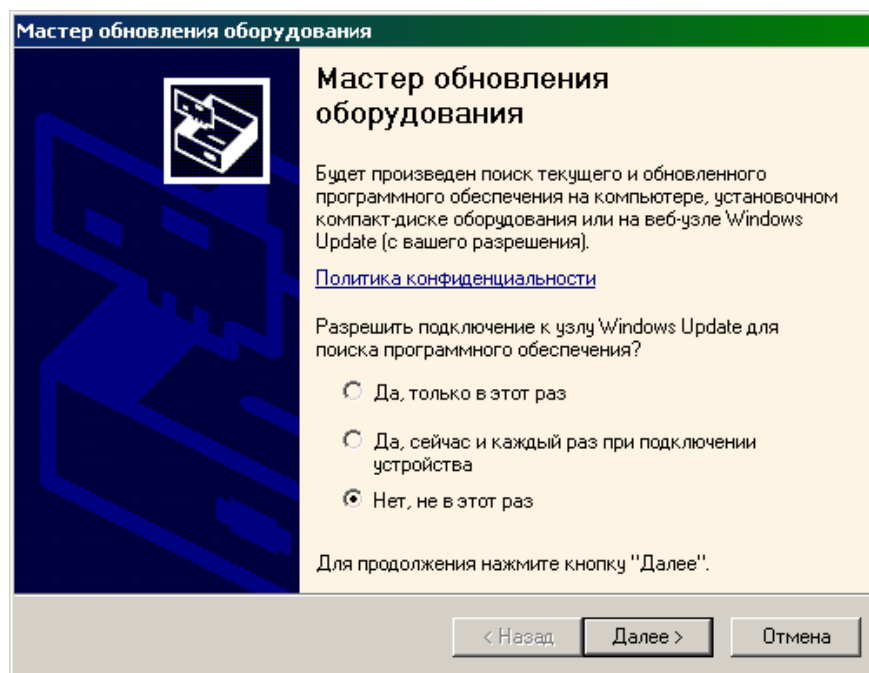 Мастер обновления оборудования
Мастер обновления
оборудования
Будет произведен поиск текущего и обновленного
программного обеспечения на компьютере, установочном
компакт-диске оборудования или на веб-узле Windows
Update (с вашего разрешения).
Политика конфиденциальности
Разрешить подключение к узлу Windows Update для
поиска программного обеспечения?
Да, только в этот раз
Да, сейчас и каждый раз при подключении
устройства
Нет, не в этот раз
Для продолжения нажмите кнопку "Далее".
< Назад
Далее >
Отмена